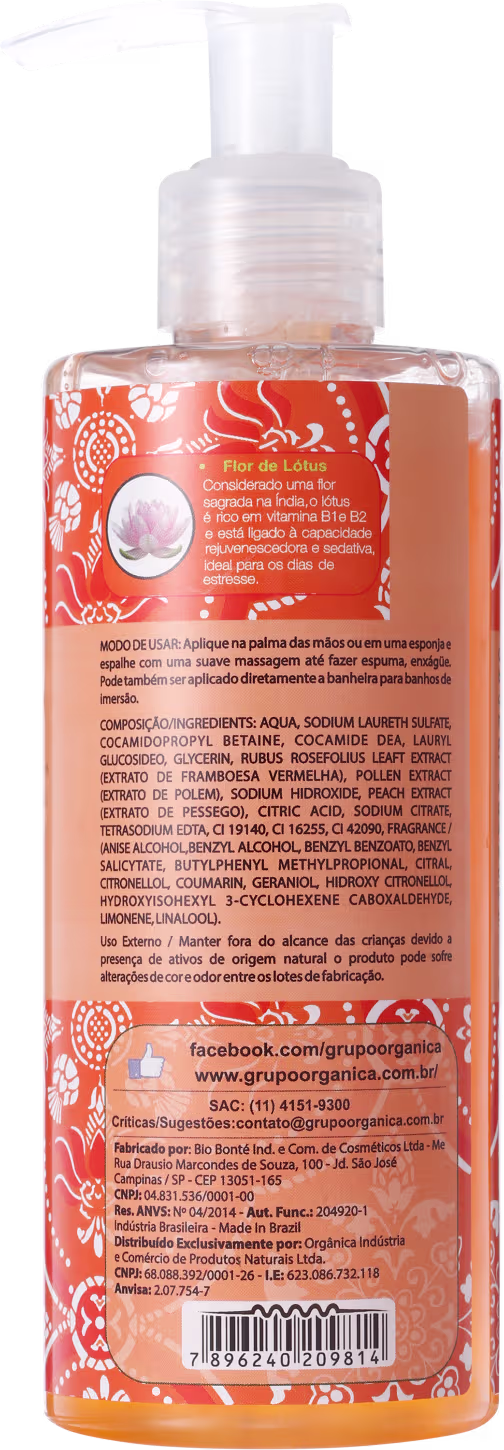 • Flor de Lótus
Considerado uma flor
sagrada na Índia,o lótus
é rico em vitamina B1e B2
e está ligado à capacidade
rejuvenescedora e sedativa,
ideal para os dias de
estresse.
MODO DE USAR: Aplique na palma das mãos ou em uma esponja e
espalhe com uma suave massagem até fazer espuma, enxágüe.
Pode também ser aplicado diretamente a banheira para banhos de
imersão.
COMPOSIÇÃO/INGREDIENTS: AQUA, SODIUM LAURETH SULFATE,
COCAMIDOPROPYL BETAINE, COCAMIDE DEA, LAURYL
GLUCOSIDEO, GLYCERIN, RUBUS ROSEFOLIUS LEAFT EXTRACT
(EXTRATO DE FRAMBOESA VERMELHA), POLLEN EXTRACT
(EXTRATO DE POLEM), SODIUM HIDROXIDE, PEACH EXTRACT
(EXTRATO DE PESSEGO), CITRIC ACID, SODIUM CITRATE,
TETRASODIUM EDTA, CI 19140, CI 16255, CI 42090, FRAGRANCE /
(ANISE ALCOHOL,BENZYL ALCOHOL, BENZYL BENZOATO, BENZYL
SALICYTATE, BUTYLPHENYL METHYLPROPIONAL, CITRAL,
CITRONELLOL, COUMARIN, GERANIOL, HIDROXY CITRONELLOL,
HYDROXYISOHEXYL 3-CYCLOHEXENE CABOXALDEHYDE,
LIMONENE, LINALOOL).
Uso Externo / Manter fora do alcance das crianças devido a
presença de ativos de origem natural o produto pode sofre
alterações de cor e odor entre os lotes de fabricação.
facebook.com/grupoorganica
www.grupoorganica.com.br/
SAC: (11) 4151-9300
Críticas/Sugestões:contato@grupoorganica.com.br
Fabricado por: Bio Bonté Ind. e Com. de Cosméticos Ltda - Me
Rua Drausio Marcondes de Souza, 100 - Jd. São José
Campinas / SP - CEP 13051-165
CNPJ: 04.831.536/0001-00
Res. ANVS: Nº 04/2014 - Aut. Func.: 204920-1
Indústria Brasileira - Made In Brazil
Distribuído Exclusivamente por: Orgânica Indústria
e Comércio de Produtos Naturais Ltda.
CNPJ: 68.088.392/0001-26 - I.E: 623.086.732.118
Anvisa: 2.07.754-7
7 896240 209814